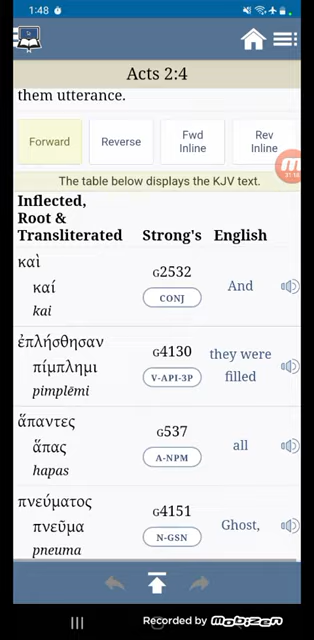 1:48
Acts 2:4
them utterance.
Forward
Reverse
Fwd
Inline
Rev
Inline
The table below displays the KJV text.
31:18
Inflected,
Root &
Transliterated Strong's English
καὶ
καί
kai
G2532
CONJ
And
ἐπλήσθησαν
πίμπλημι
pimplēmi
G4130
V-API-3P
they were
filled
ἅπαντες
ἅπας
hapas
G537
A-NPM
all
πνεύματος
πνεῦμα
pneuma
G4151
N-GSN
Ghost,
Recorded by Mobizen